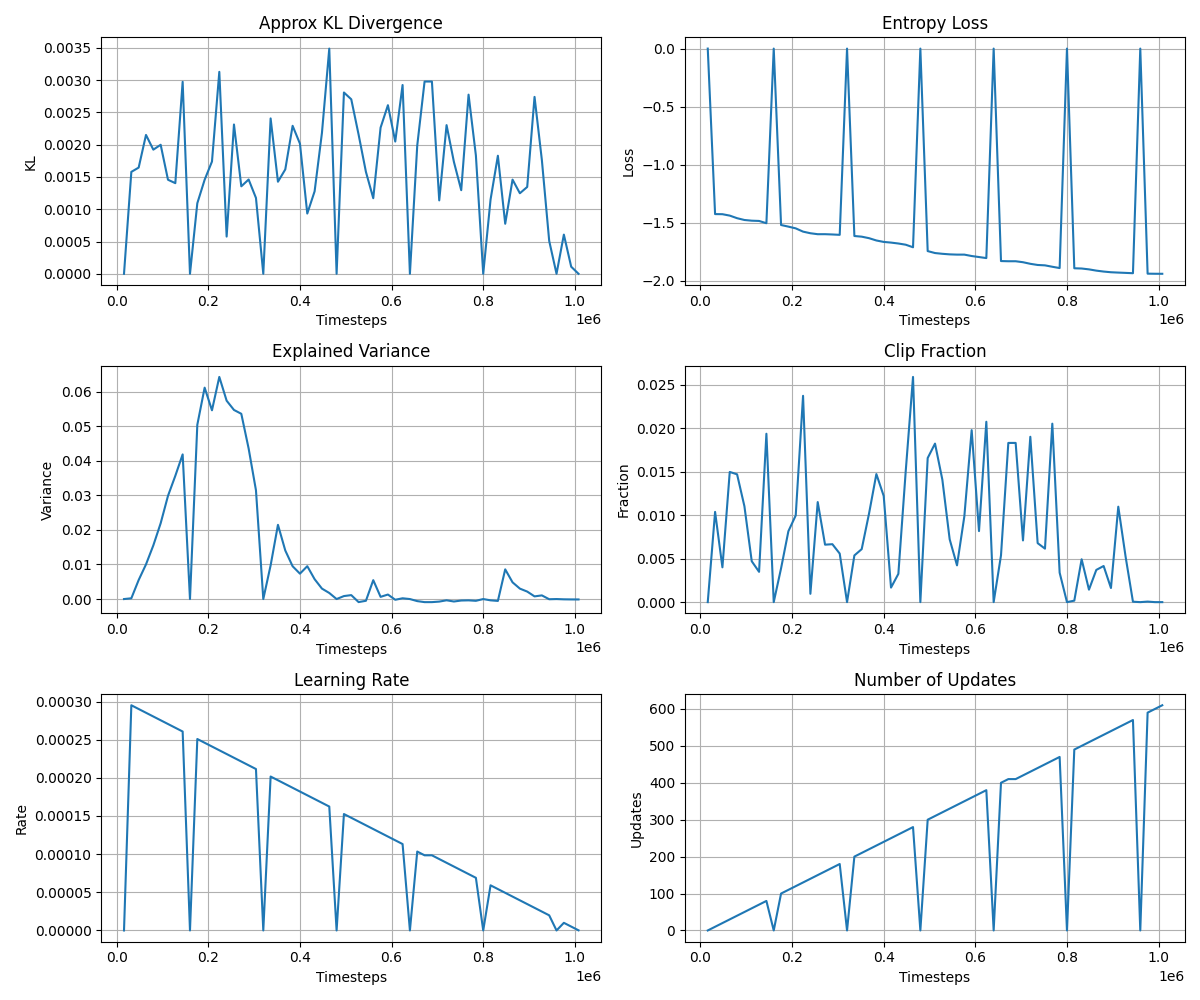 Approx KL Divergence
KL
0.0035
0.0030
0.0025
0.0020
0.0015
0.0010
0.0005
0.0000
0.0 0.2 0.4 0.6 0.8 1.0
1e6
Timesteps
Entropy Loss
Loss
0.0
−0.5
−1.0
−1.5
−2.0
0.0 0.2 0.4 0.6 0.8 1.0
1e6
Timesteps
Explained Variance
Variance
0.06
0.05
0.04
0.03
0.02
0.01
0.00
0.0 0.2 0.4 0.6 0.8 1.0
1e6
Timesteps
Clip Fraction
Fraction
0.025
0.020
0.015
0.010
0.005
0.000
0.0 0.2 0.4 0.6 0.8 1.0
1e6
Timesteps
Learning Rate
Rate
0.00030
0.00025
0.00020
0.00015
0.00010
0.00005
0.00000
0.0 0.2 0.4 0.6 0.8 1.0
1e6
Timesteps
Number of Updates
Updates
600
500
400
300
200
100
0
0.0 0.2 0.4 0.6 0.8 1.0
1e6
Timesteps